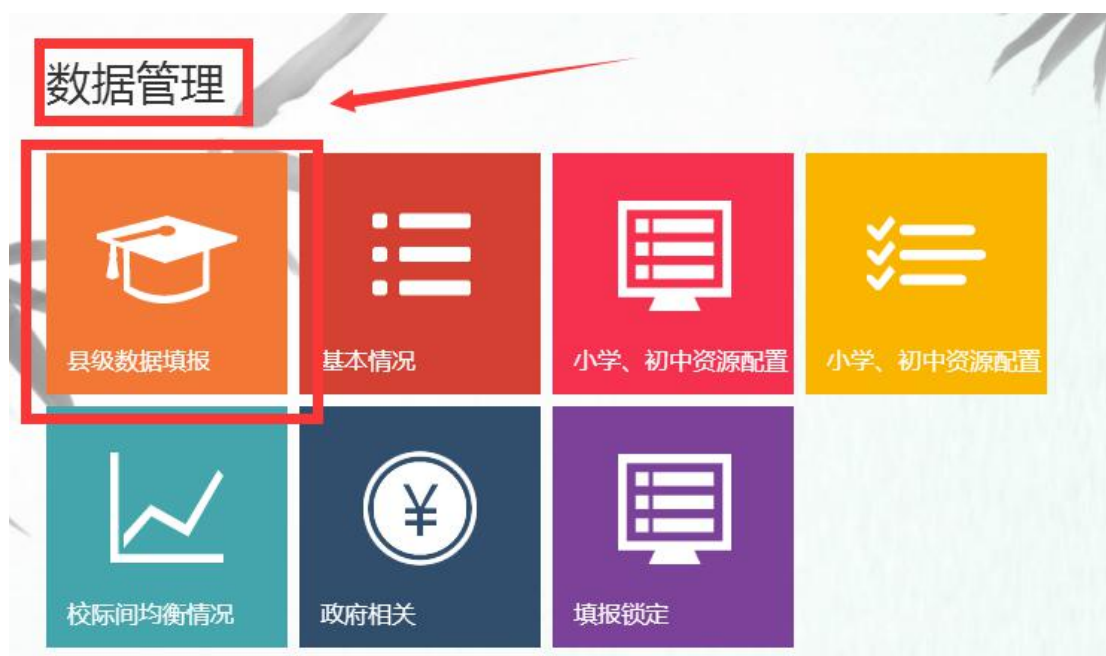 数据管理
县级数据填报
基本情况
小学、初中资源配置
小学、初中资源配置
校际间均衡情况
政府相关
填报锁定